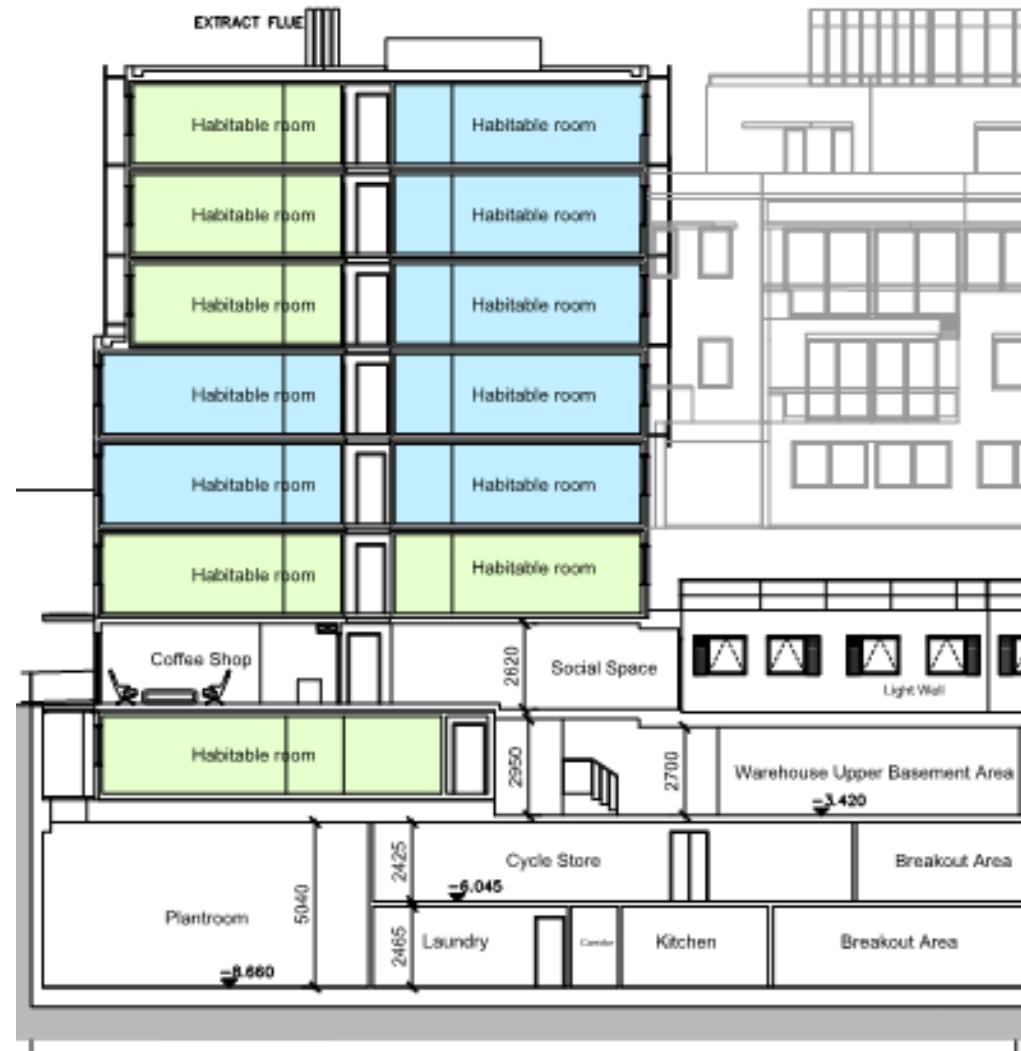 EXTRACT FLUE
Habitable room Habitable room
Habitable room Habitable room
Habitable room Habitable room
Habitable room Habitable room
Habitable room Habitable room
Habitable room Habitable room
Coffee Shop 2620 Social Space Light Well
Habitable room 2950 2700 Warehouse Upper Basement Area
-3.420
5040 2425 Cycle Store Breakout Area
-6.045
Plantroom 2465 Laundry Corridor Kitchen Breakout Area
-8.660